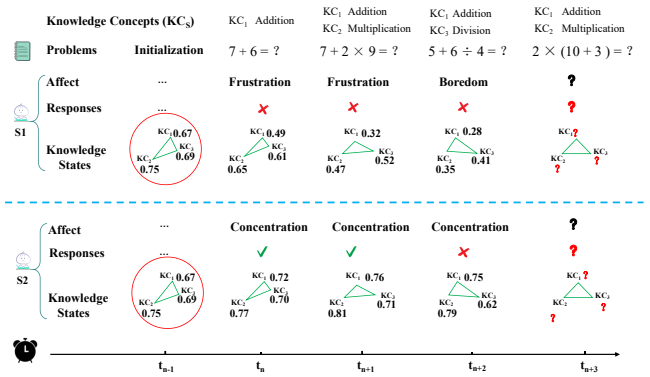 Knowledge Concepts (KCS) KC1 Addition KC1 Addition KC2 Multiplication KC1 Addition KC3 Division KC1 Addition KC2 Multiplication
Problems Initialization 7 + 6 = ? 7 + 2 × 9 = ? 5 + 6 ÷ 4 = ? 2 × (10 + 3) = ?
Affect ... Frustration Frustration Boredom ?
Responses ... ?
S1
Knowledge States
KC1 0.67 KC2 0.75 KC3 0.69
KC1 0.49 KC2 0.65 KC3 0.61
KC1 0.32 KC2 0.47 KC3 0.52
KC1 0.28 KC2 0.35 KC3 0.41
KC1 ? KC2 ? KC3 ?
Affect ... Concentration Concentration Concentration ?
Responses ... ?
S2
Knowledge States
KC1 0.67 KC2 0.75 KC3 0.69
KC1 0.72 KC2 0.77 KC3 0.70
KC1 0.76 KC2 0.81 KC3 0.71
KC1 0.75 KC2 0.79 KC3 0.62
KC1 ? KC2 ? KC3 ?
tn-1 tn tn+1 tn+2 tn+3